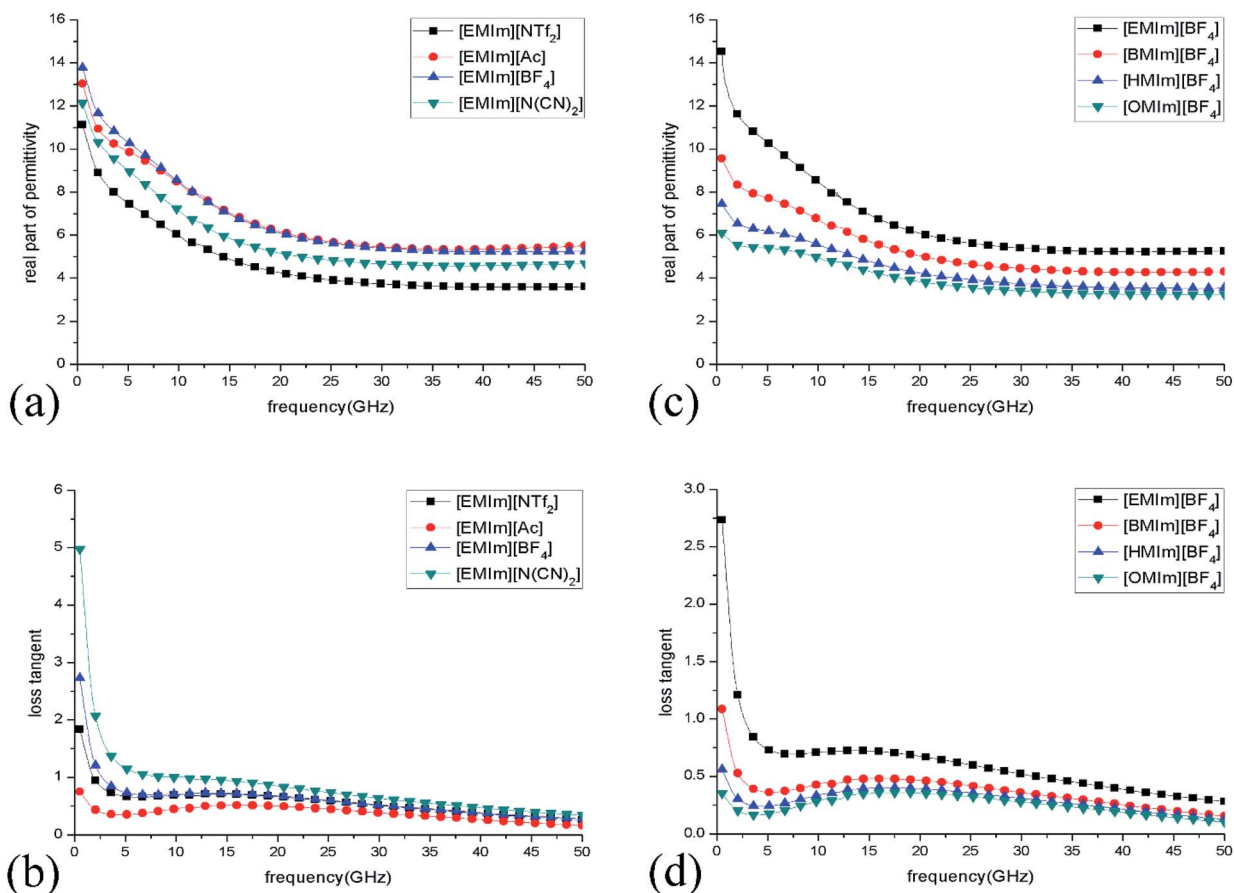 16
14
12
10
8
6
4
2
0
real part of permittivity
[EMIm][NTf₂]
[EMIm][Ac]
[EMIm][BF₄]
[EMIm][N(CN)₂]
0 5 10 15 20 25 30 35 40 45 50
frequency(GHz)
(a)
16
14
12
10
8
6
4
2
0
real part of permittivity
[EMIm][BF₄]
[BMIm][BF₄]
[HMIm][BF₄]
[OMIm][BF₄]
0 5 10 15 20 25 30 35 40 45 50
frequency(GHz)
(c)
6
5
4
3
2
1
0
loss tangent
[EMIm][NTf₂]
[EMIm][Ac]
[EMIm][BF₄]
[EMIm][N(CN)₂]
0 5 10 15 20 25 30 35 40 45 50
frequency(GHz)
(b)
3.0
2.5
2.0
1.5
1.0
0.5
0.0
loss tangent
[EMIm][BF₄]
[BMIm][BF₄]
[HMIm][BF₄]
[OMIm][BF₄]
0 5 10 15 20 25 30 35 40 45 50
frequency(GHz)
(d)